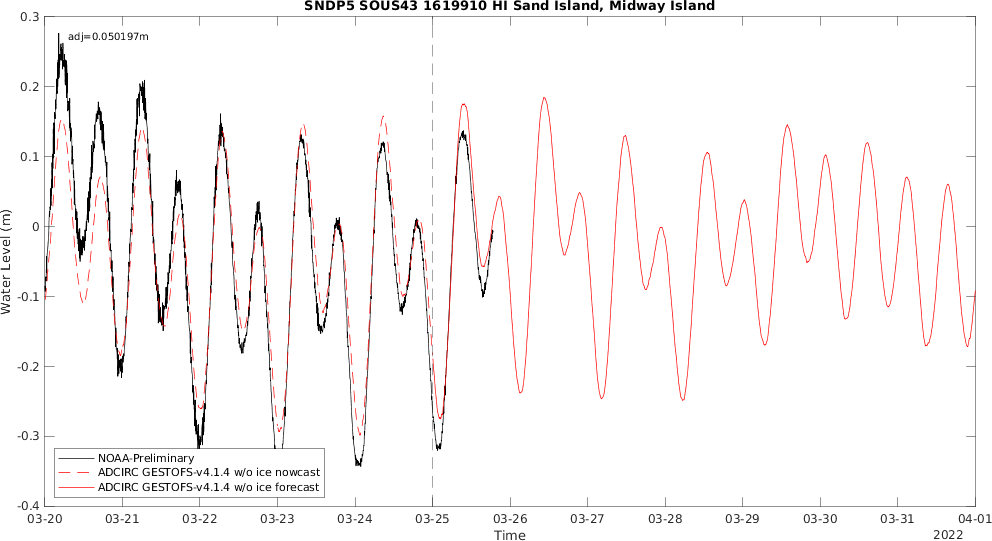 SNDP5 SOUS43 1619910 HI Sand Island, Midway Island
adj=0.050197m
0.3
0.2
0.1
0
-0.1
-0.2
-0.3
-0.4
Water Level (m)
NOAA-Preliminary
ADCIRC GESTOFS-v4.1.4 w/o ice nowcast
ADCIRC GESTOFS-v4.1.4 w/o ice forecast
03-20 03-21 03-22 03-23 03-24 03-25 03-26 03-27 03-28 03-29 03-30 03-31 04-01
Time
2022